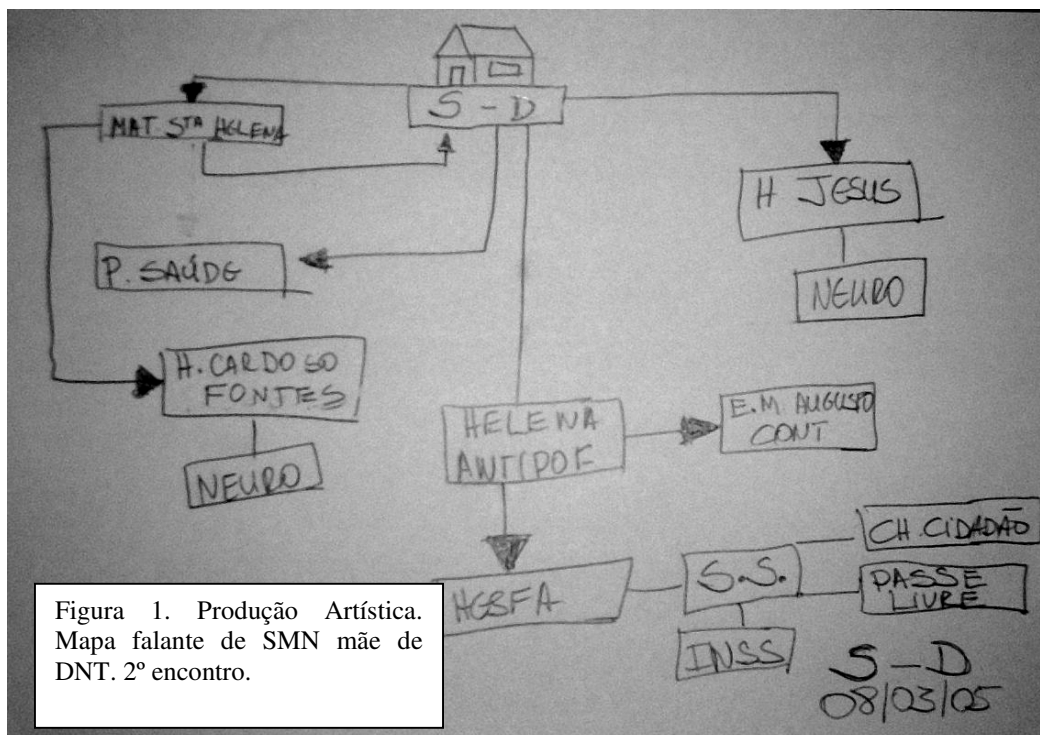 S - D
MAT. STA HELENA
H JESUS
P. SAÚDE
NEURO
H. CARDOSO
FONTES
NEURO
HELENA
ANTIPOF
E.M. AUGUSTO
CONT
HGBFA
S.S.
CH. CIDADÃO
PASSE
LIVRE
INSS
S - D
08/03/05
Figura 1. Produção Artística.
Mapa falante de SMN mãe de
DNT. 2º encontro.